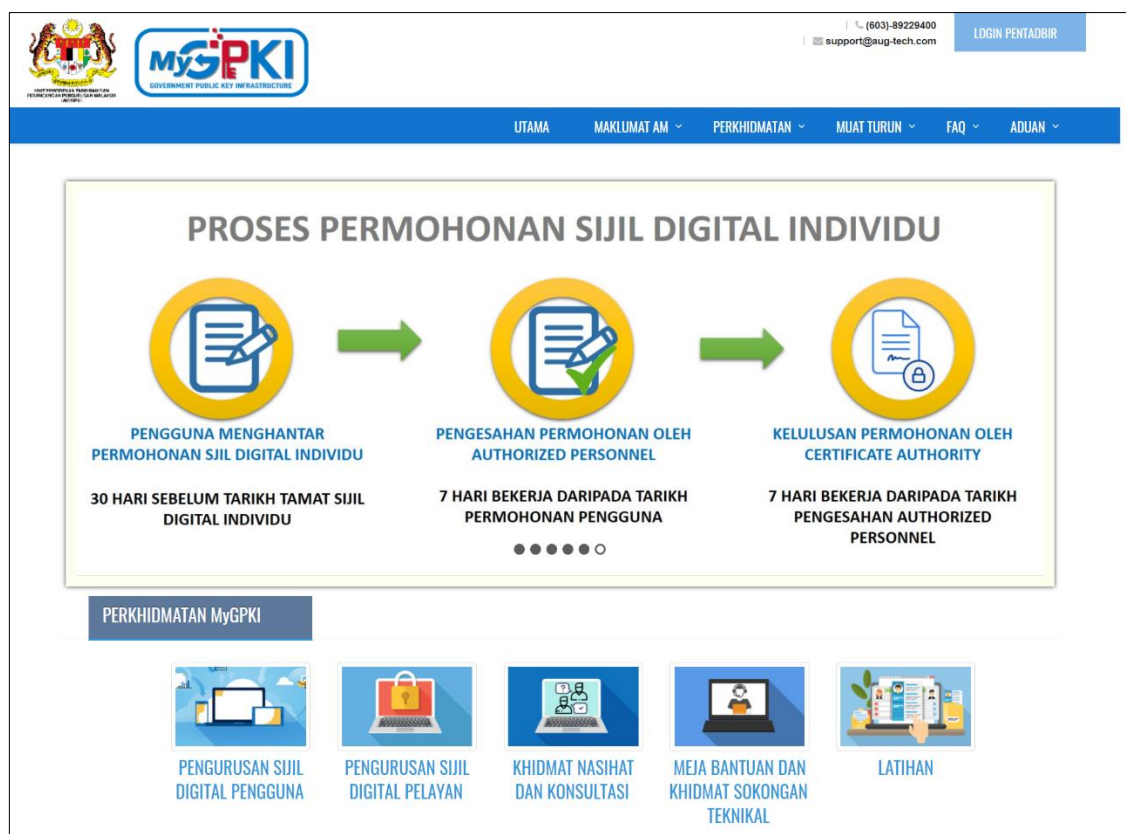 (603)-89229400
support@aug-tech.com
LOGIN PENTADBIR
MyGPKI
GOVERNMENT PUBLIC KEY INFRASTRUCTURE
UTAMA MAKLUMAT AM PERKHIDMATAN MUAT TURUN FAQ ADUAN
PROSES PERMOHONAN SIJIL DIGITAL INDIVIDU
PENGGUNA MENGHANTAR
PERMOHONAN SJIL DIGITAL INDIVIDU
30 HARI SEBELUM TARIKH TAMAT SIJIL
DIGITAL INDIVIDU
PENGESAHAN PERMOHONAN OLEH
AUTHORIZED PERSONNEL
7 HARI BEKERJA DARIPADA TARIKH
PERMOHONAN PENGGUNA
KELULUSAN PERMOHONAN OLEH
CERTIFICATE AUTHORITY
7 HARI BEKERJA DARIPADA TARIKH
PENGESAHAN AUTHORIZED
PERSONNEL
PERKHIDMATAN MyGPKI
PENGURUSAN SIJIL
DIGITAL PENGGUNA
PENGURUSAN SIJIL
DIGITAL PELAYAN
KHIDMAT NASIHAT
DAN KONSULTASI
MEJA BANTUAN DAN
KHIDMAT SOKONGAN
TEKNIKAL
LATIHAN